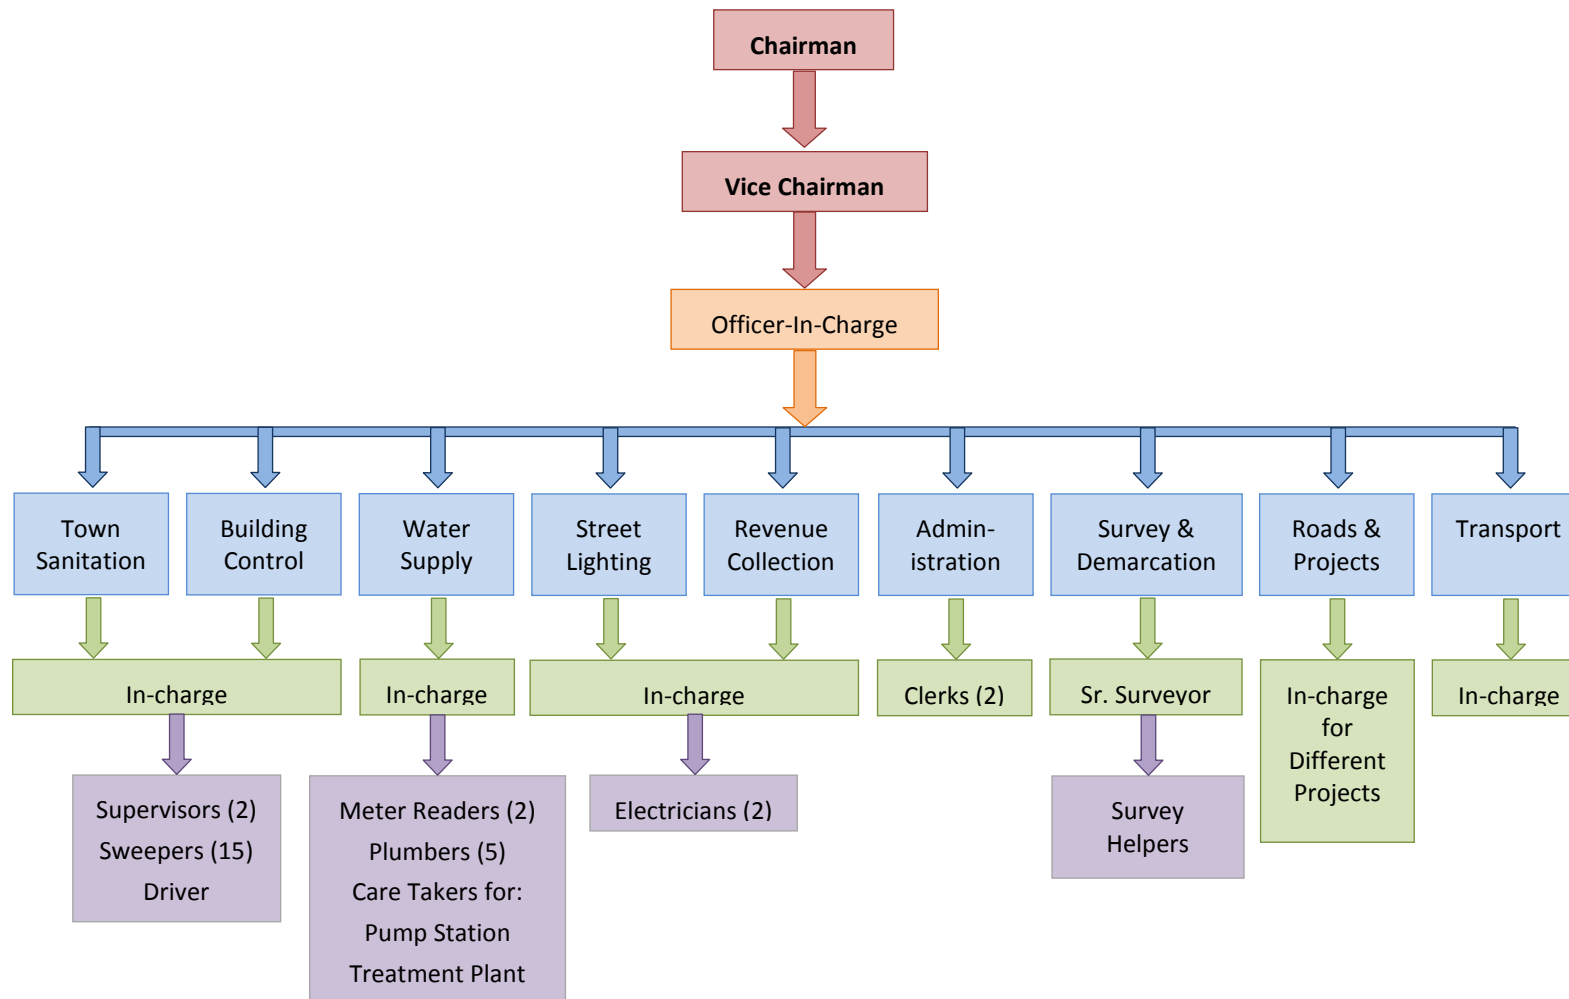 Chairman
Vice Chairman
Officer-In-Charge
Town
Sanitation
Building
Control
Water
Supply
Street
Lighting
Revenue
Collection
Admin-
istration
Survey &
Demarcation
Roads &
Projects
Transport
In-charge
In-charge
In-charge
Clerks (2)
Sr. Surveyor
In-charge
for
Different
Projects
In-charge
Supervisors (2)
Sweepers (15)
Driver
Meter Readers (2)
Plumbers (5)
Care Takers for:
Pump Station
Treatment Plant
Electricians (2)
Survey
Helpers